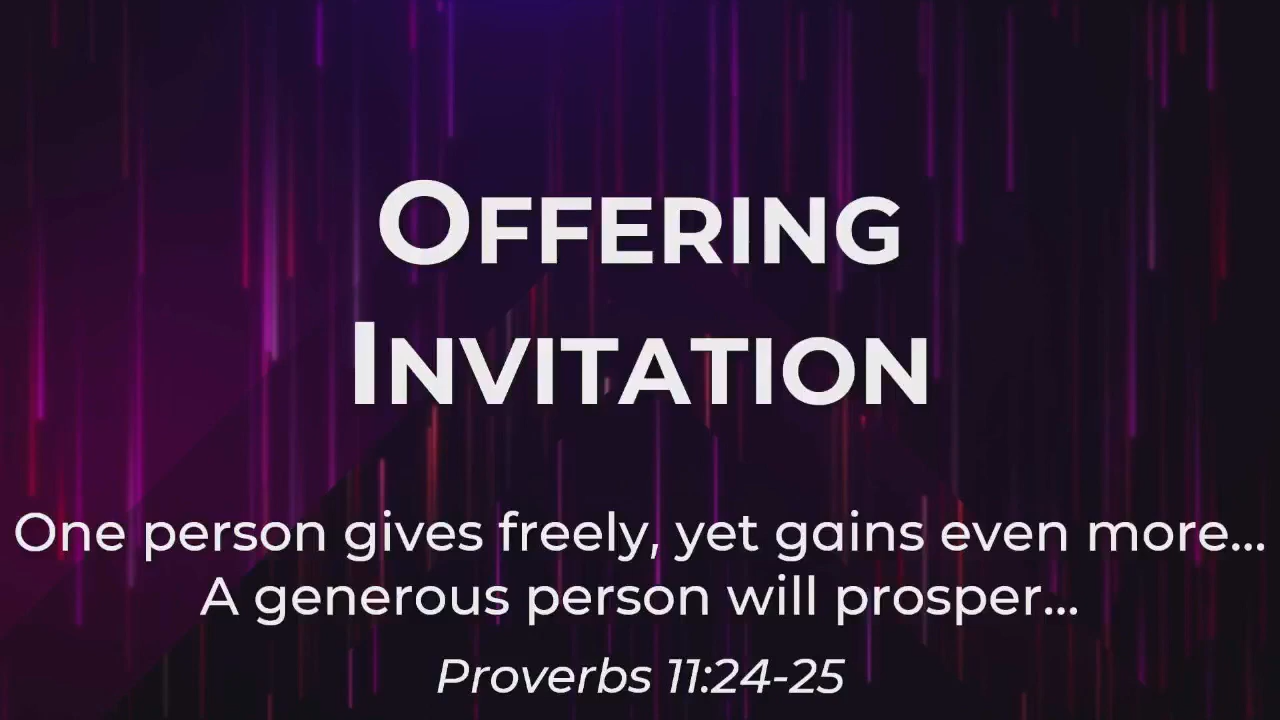 OFFERING
INVITATION
One person gives freely, yet gains even more...
A generous person will prosper...
Proverbs 11:24-25